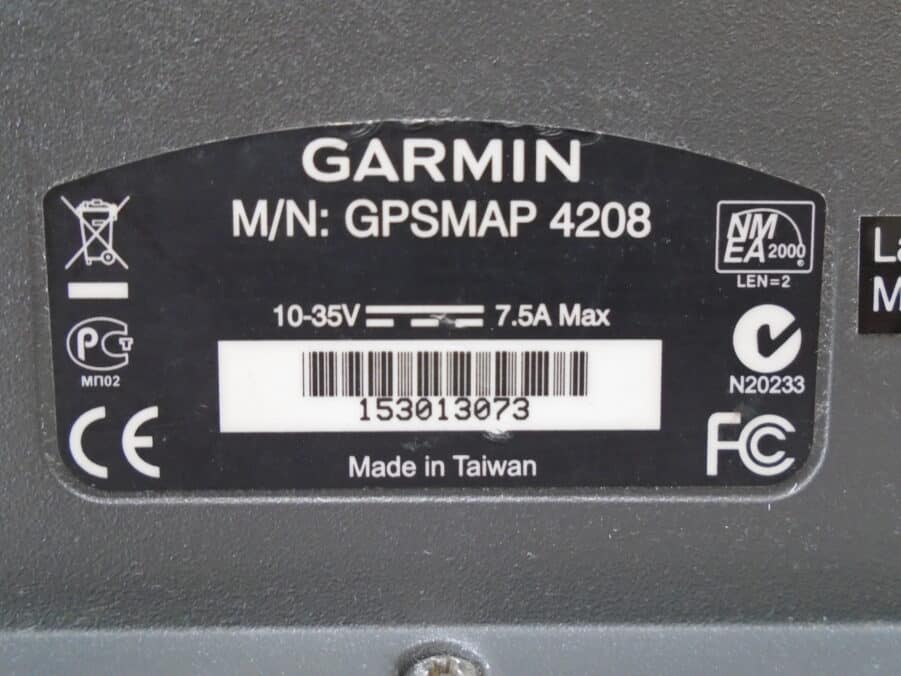 GARMIN
M/N: GPSMAP 4208
NMEA 2000®
LEN=2
10-35V 7.5A Max
РСТ
МП02
N20233
153013073
CE
FC
Made in Taiwan